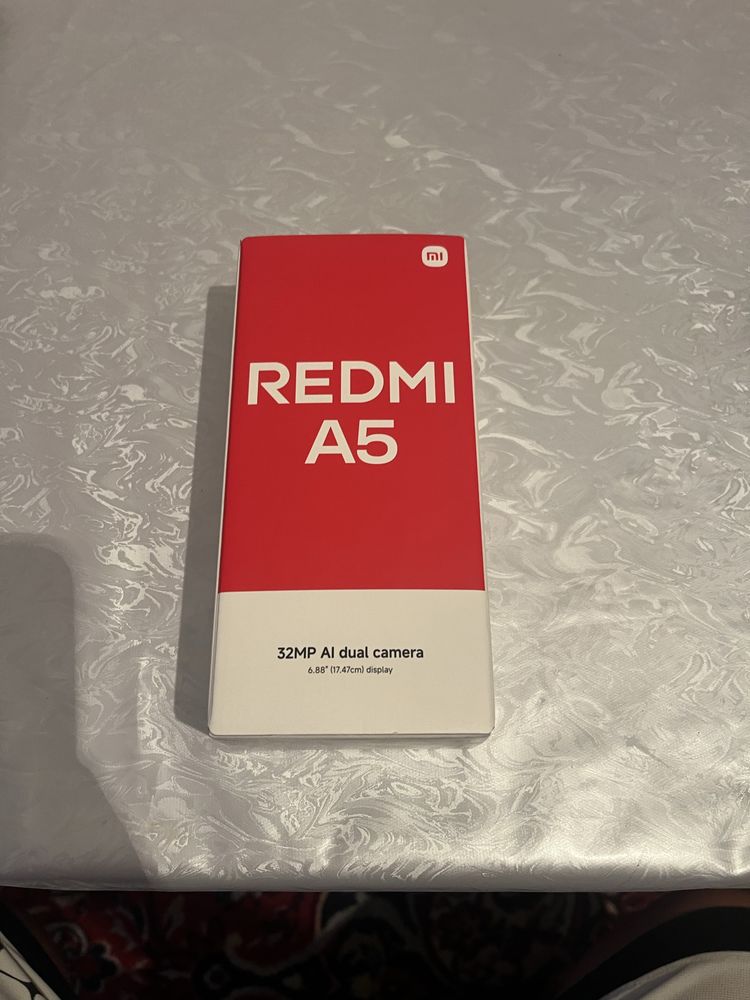 mi
REDMI
A5
32MP AI dual camera
6.88" (17.47cm) display